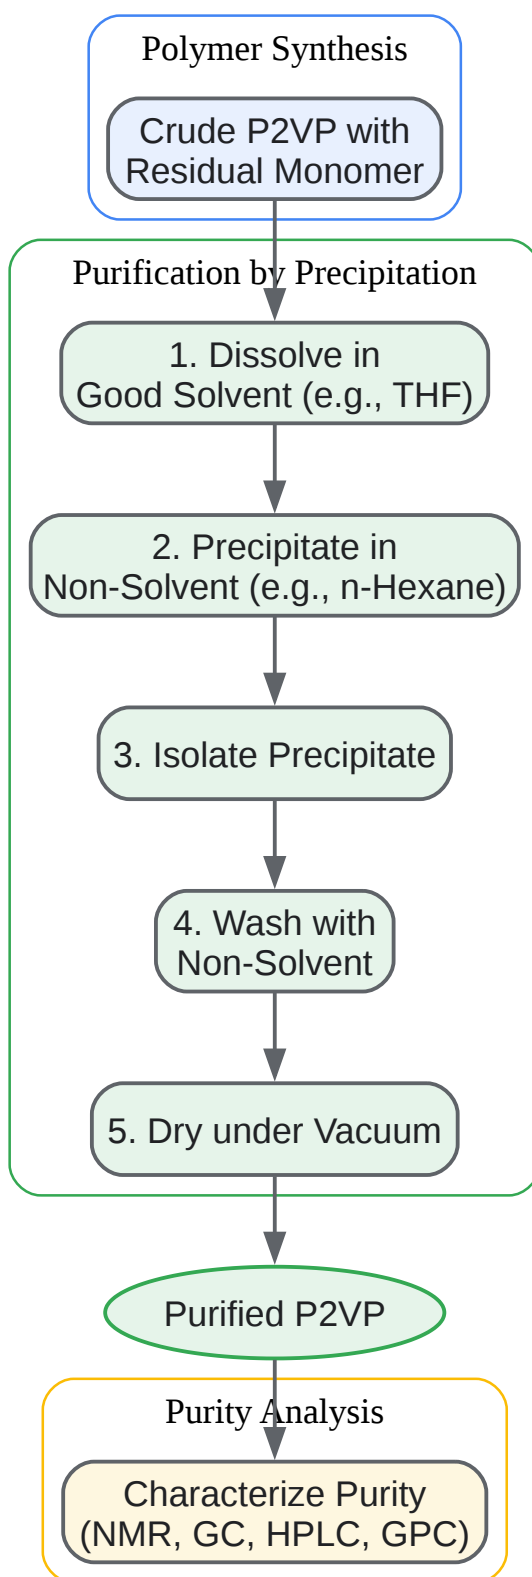 Polymer Synthesis
Crude P2VP with
Residual Monomer
Purification by Precipitation
1. Dissolve in
Good Solvent (e.g., THF)
2. Precipitate in
Non-Solvent (e.g., n-Hexane)
3. Isolate Precipitate
4. Wash with
Non-Solvent
5. Dry under Vacuum
Purified P2VP
Purity Analysis
Characterize Purity
(NMR, GC, HPLC, GPC)